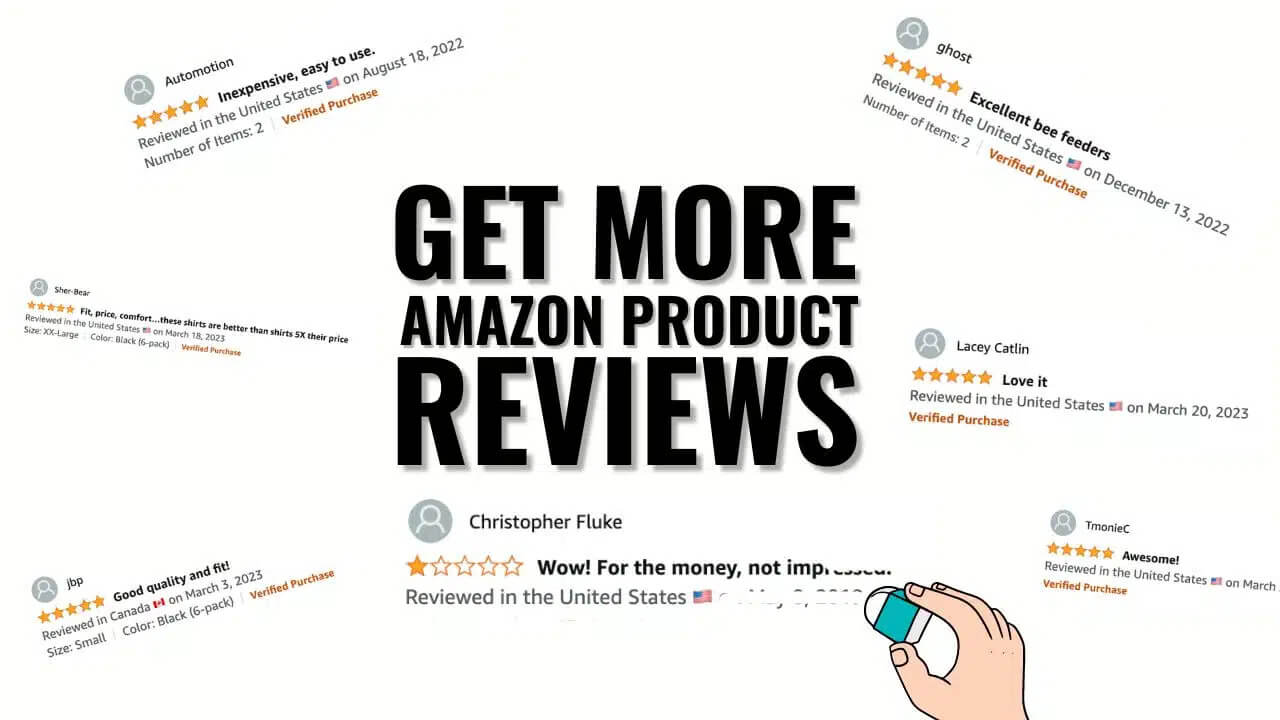 Automotion
Inexpensive, easy to use.
Reviewed in the United States 🇺🇸 on August 18, 2022
Number of Items: 2 | Verified Purchase
ghost
Excellent bee feeders
Reviewed in the United States 🇺🇸 on December 13, 2022
Number of Items: 2 | Verified Purchase
GET MORE
AMAZON PRODUCT
REVIEWS
Sher-Bear
Fit, price, comfort...these shirts are better than shirts 5X their price
Reviewed in the United States 🇺🇸 on March 18, 2023
Size: XX-Large | Color: Black (6-pack) | Verified Purchase
Lacey Catlin
Love it
Reviewed in the United States 🇺🇸 on March 20, 2023
Verified Purchase
Christopher Fluke
Wow! For the money, not impressed.
Reviewed in the United States 🇺🇸
jbp
Good quality and fit!
Reviewed in Canada 🇨🇦 on March 3, 2023
Size: Small | Color: Black (6-pack) | Verified Purchase
TmonieC
Awesome!
Reviewed in the United States 🇺🇸 on March
Verified Purchase